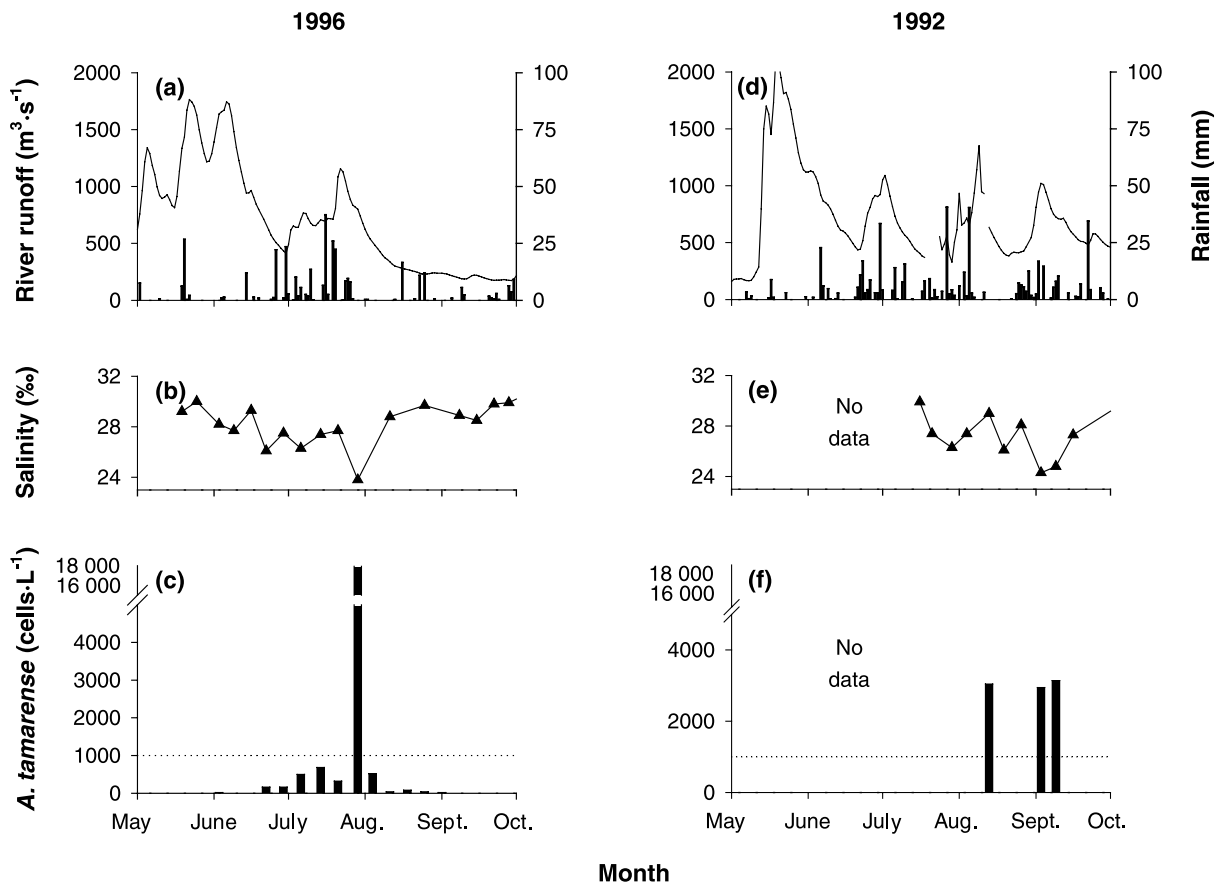 1996
1992
(a)
River runoff (m³·s⁻¹)
2000
1500
1000
500
0
100
75
50
25
0
(d)
2000
1500
1000
500
0
100
75
50
25
0
Rainfall (mm)
(b)
Salinity (‰)
32
28
24
(e)
32
28
24
No
data
(c)
A. tamarense (cells·L⁻¹)
18 000
16 000
4000
3000
2000
1000
0
May June July Aug. Sept. Oct.
(f)
18 000
16 000
4000
2000
0
No
data
May June July Aug. Sept. Oct.
Month